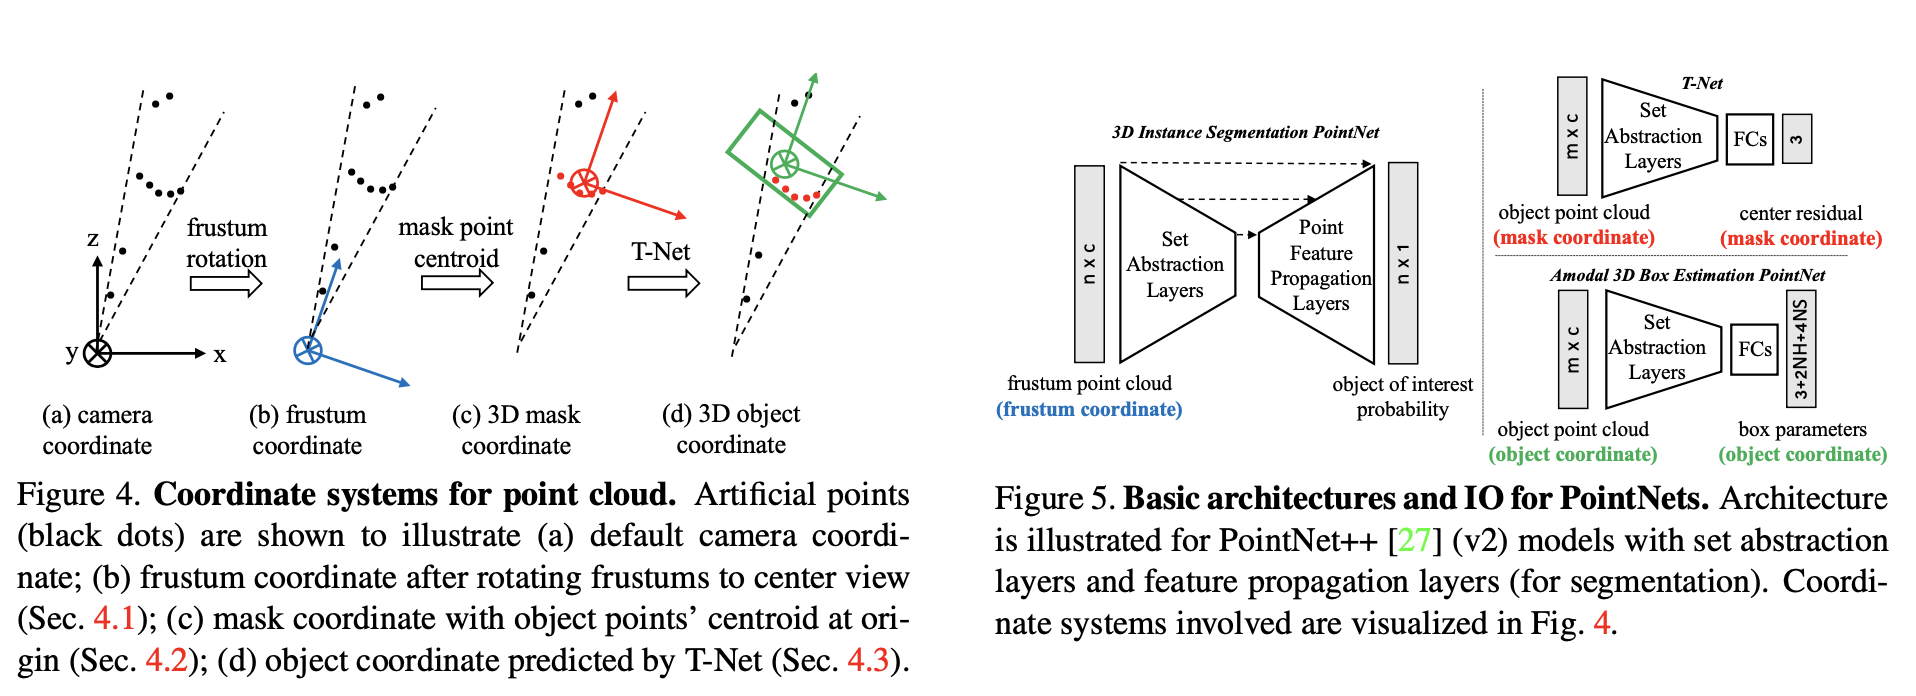 z
y
x
frustum
rotation
mask point
centroid
T-Net
(a) camera
coordinate
(b) frustum
coordinate
(c) 3D mask
coordinate
(d) 3D object
coordinate
Figure 4. Coordinate systems for point cloud. Artificial points
(black dots) are shown to illustrate (a) default camera coordi-
nate; (b) frustum coordinate after rotating frustums to center view
(Sec. 4.1); (c) mask coordinate with object points’ centroid at ori-
gin (Sec. 4.2); (d) object coordinate predicted by T-Net (Sec. 4.3).
3D Instance Segmentation PointNet
n x c
Set
Abstraction
Layers
Point
Feature
Propagation
Layers
n x 1
frustum point cloud
(frustum coordinate)
object of interest
probability
T-Net
m x c
Set
Abstraction
Layers
FCs
3
object point cloud
(mask coordinate)
center residual
(mask coordinate)
Amodal 3D Box Estimation PointNet
m x c
Set
Abstraction
Layers
FCs
3+2NH+4NS
object point cloud
(object coordinate)
box parameters
(object coordinate)
Figure 5. Basic architectures and IO for PointNets. Architecture
is illustrated for PointNet++ [27] (v2) models with set abstraction
layers and feature propagation layers (for segmentation). Coordi-
nate systems involved are visualized in Fig. 4.